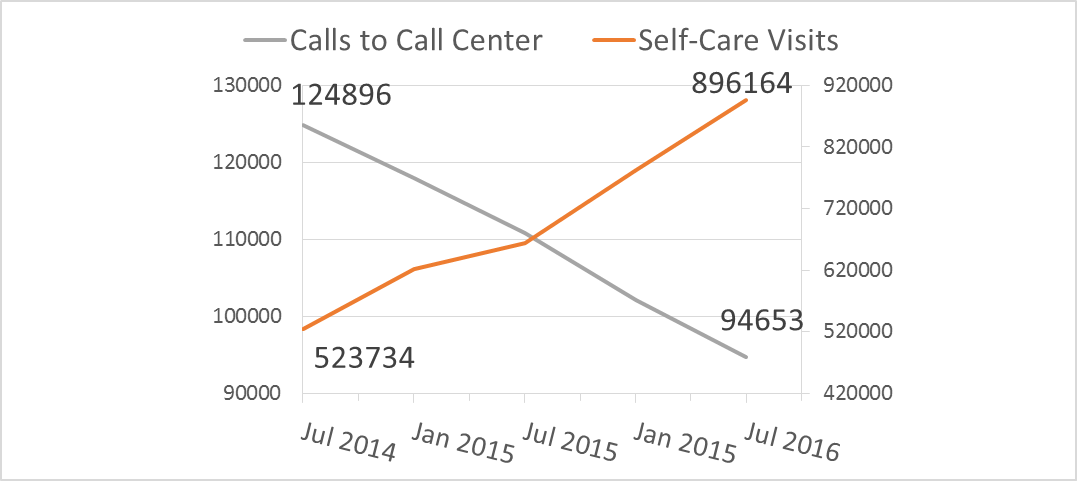 Calls to Call Center Self-Care Visits
130000 124896 896164 920000
120000 820000
110000 720000
100000 620000
90000 94653 520000
523734 420000
Jul 2014 Jan 2015 Jul 2015 Jan 2015 Jul 2016